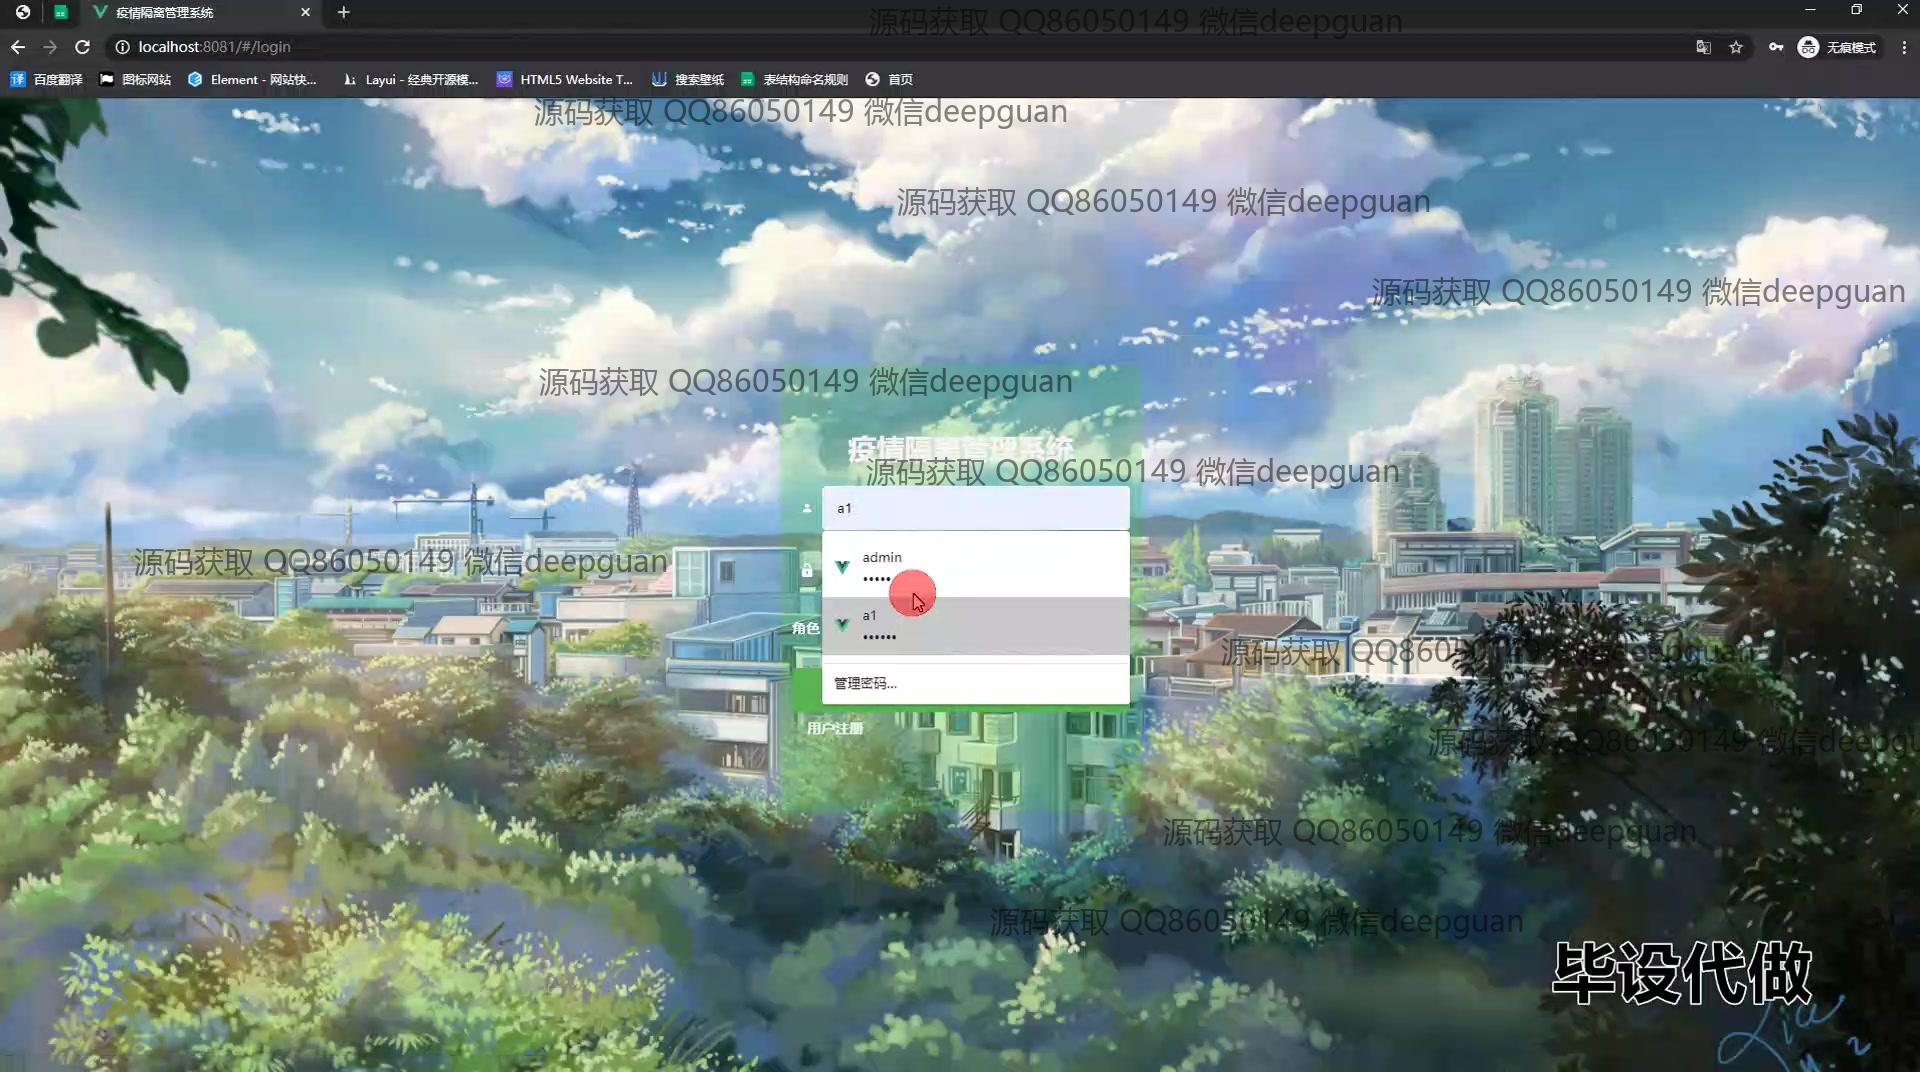 疫情隔离管理系统
源码获取 QQ86050149 微信deepguan
localhost:8081/#/login
无痕模式
百度翻译
图标网站
Element - 网站快...
Layui - 经典开源模...
HTML5 Website T...
搜索壁纸
表结构命名规则
首页
源码获取 QQ86050149 微信deepguan
源码获取 QQ86050149 微信deepguan
源码获取 QQ86050149 微信deepguan
源码获取 QQ86050149 微信deepguan
疫情隔离管理系统
源码获取 QQ86050149 微信deepguan
a1
admin
•••••
源码获取 QQ86050149 微信deepguan
a1
••••••
角色
源码获取 QQ86050149 微信deepguan
管理密码...
用户注册
源码获取 QQ86050149 微信deepgu
源码获取 QQ86050149 微信deepguan
源码获取 QQ86050149 微信deepguan
毕设代做